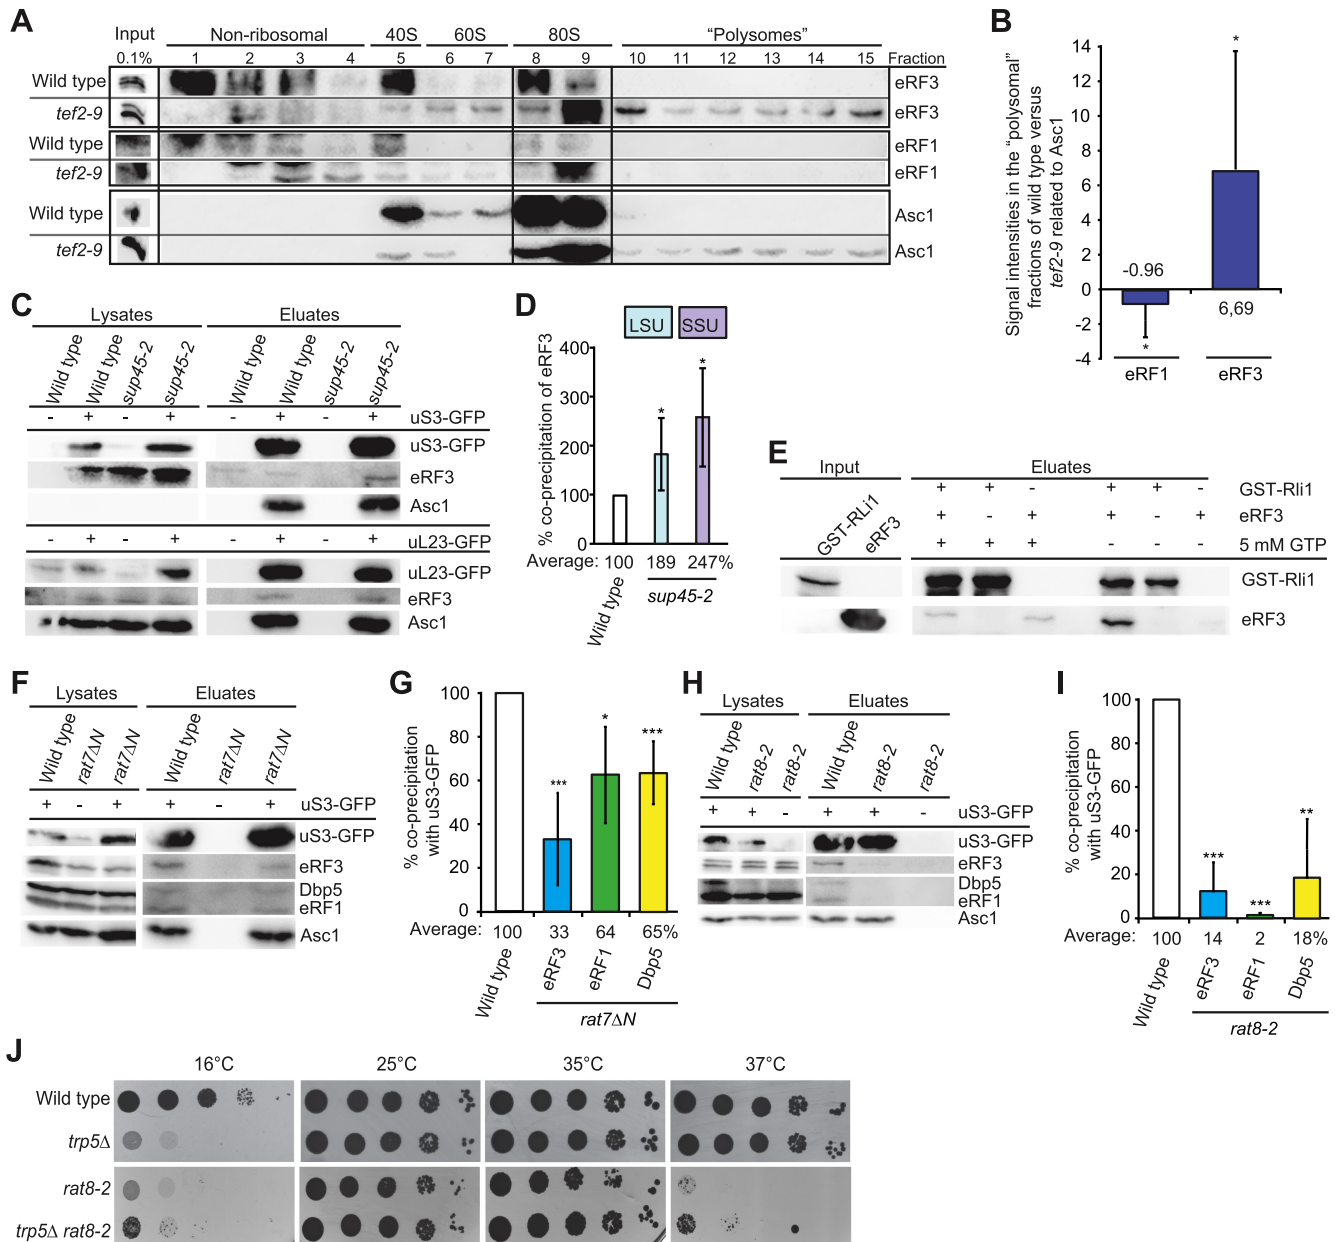 A
Input Non-ribosomal 40S 60S 80S “Polysomes”
0.1% 1 2 3 4 5 6 7 8 9 10 11 12 13 14 15 Fraction
Wild type eRF3
tef2-9 eRF3
Wild type eRF1
tef2-9 eRF1
Wild type Asc1
tef2-9 Asc1
B
Signal intensities in the “polysomal”
fractions of wild type versus
tef2-9 related to Asc1
14
12
10
8
6
4
2
0
-2
-4
*
-0.96
6,69
*
eRF1 eRF3
C
Lysates Eluates
Wild type Wild type sup45-2 sup45-2 Wild type Wild type sup45-2 sup45-2
- + - + - + - + uS3-GFP
uS3-GFP
eRF3
Asc1
- + - + - + - + uL23-GFP
uL23-GFP
eRF3
Asc1
D
LSU SSU
% co-precipitation of eRF3
400
300
200
100
0
* *
Average: 100 189 247%
Wild type sup45-2
E
Input Eluates
GST-RLi1 eRF3
+ + - + + - GST-Rli1
+ - + + - + eRF3
+ + + - - - 5 mM GTP
GST-Rli1
eRF3
F
Lysates Eluates
Wild type rat7ΔN rat7ΔN Wild type rat7ΔN rat7ΔN
+ - + + - + uS3-GFP
uS3-GFP
eRF3
Dbp5
eRF1
Asc1
G
% co-precipitation
with uS3-GFP
100
80
60
40
20
0
*** * ***
Average: 100 33 64 65%
Wild type eRF3 eRF1 Dbp5
rat7ΔN
H
Lysates Eluates
Wild type rat8-2 rat8-2 Wild type rat8-2 rat8-2
+ + - + + - uS3-GFP
uS3-GFP
eRF3
Dbp5
eRF1
Asc1
I
% co-precipitation
with uS3-GFP
100
80
60
40
20
0
*** *** **
Average: 100 14 2 18%
Wild type eRF3 eRF1 Dbp5
rat8-2
J
16°C 25°C 35°C 37°C
Wild type
trp5Δ
rat8-2
trp5Δ rat8-2